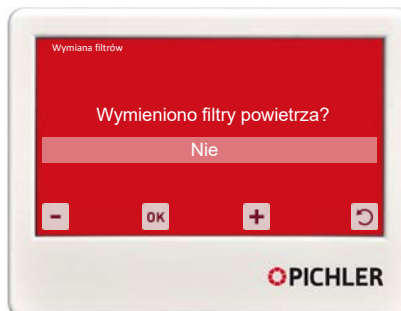 Wymiana filtrów
Wymieniono filtry powietrza?
Nie
- OK +
PICHLER